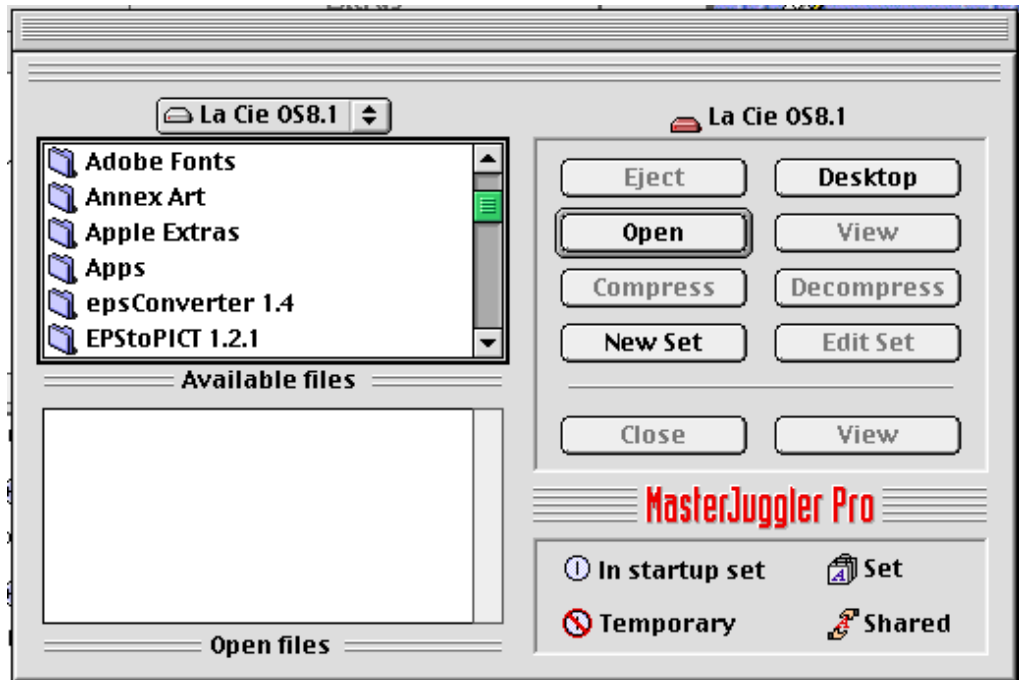 La Cie OS8.1
Adobe Fonts
Annex Art
Apple Extras
Apps
epsConverter 1.4
EPStoPICT 1.2.1
Available files
Open files
La Cie OS8.1
Eject
Desktop
Open
View
Compress
Decompress
New Set
Edit Set
Close
View
MasterJuggler Pro
In startup set
Set
Temporary
Shared